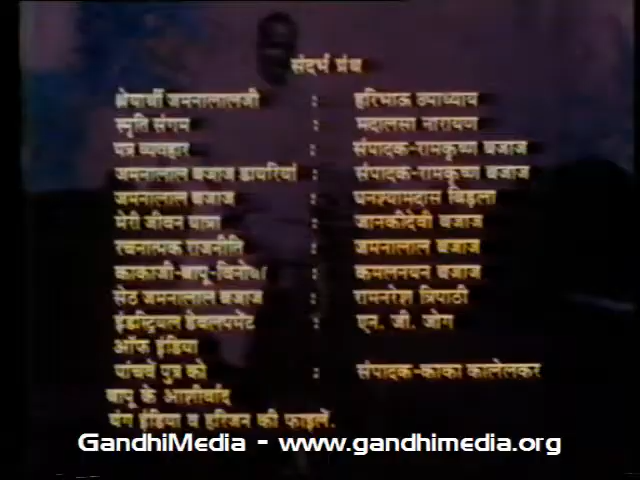 संदर्भ ग्रंथ
श्रेयार्थी जमनालालजी : हरिभाऊ उपाध्याय
स्मृति संगम : मदालसा नारायण
पत्र व्यवहार : संपादक-रामकृष्ण बजाज
जमनालाल बजाज डायरियां : संपादक-रामकृष्ण बजाज
जमनालाल बजाज : घनश्यामदास बिड़ला
मेरी जीवन यात्रा : जानकीदेवी बजाज
रचनात्मक राजनीति : जमनालाल बजाज
काकाजी-बापू-विनोबा : कमलनयन बजाज
सेठ जमनालाल बजाज : रामनरेश त्रिपाठी
इंडस्ट्रियल डेवलपमेंट : एन. जी. जोग
ऑफ इंडिया
पांचवें पुत्र को : संपादक-काका कालेलकर
बापू के आशीर्वाद
यंग इंडिया व हरिजन की फाइलें.
GandhiMedia - www.gandhimedia.org